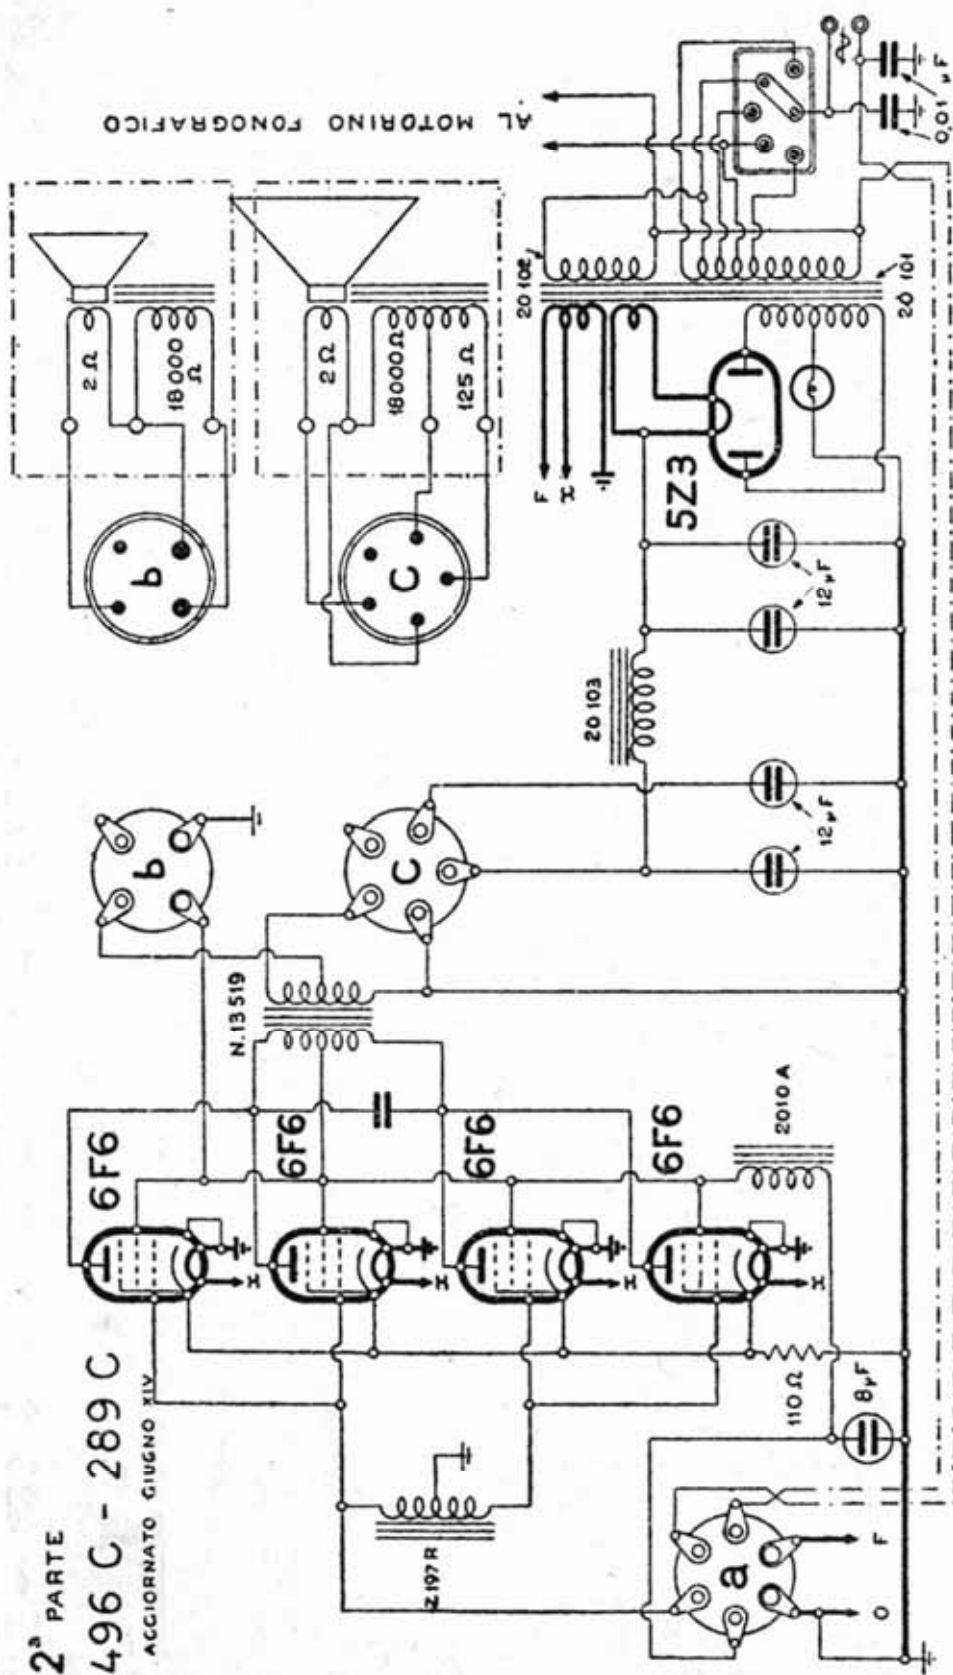 2ª PARTE
496 C - 289 C
AGGIORNATO GIUGNO XIV
AL MOTORINO FONOGRAFICO
2 Ω
18000 Ω
2 Ω
18000 Ω
125 Ω
b
C
b
C
a
N. 13519
6F6
6F6
6F6
6F6
H
H
H
H
2010 A
Z 197 R
110 Ω
8 µF
O
F
20 103
12 µF
12 µF
5Z3
F
H
20 102
20 101
0,01 µF